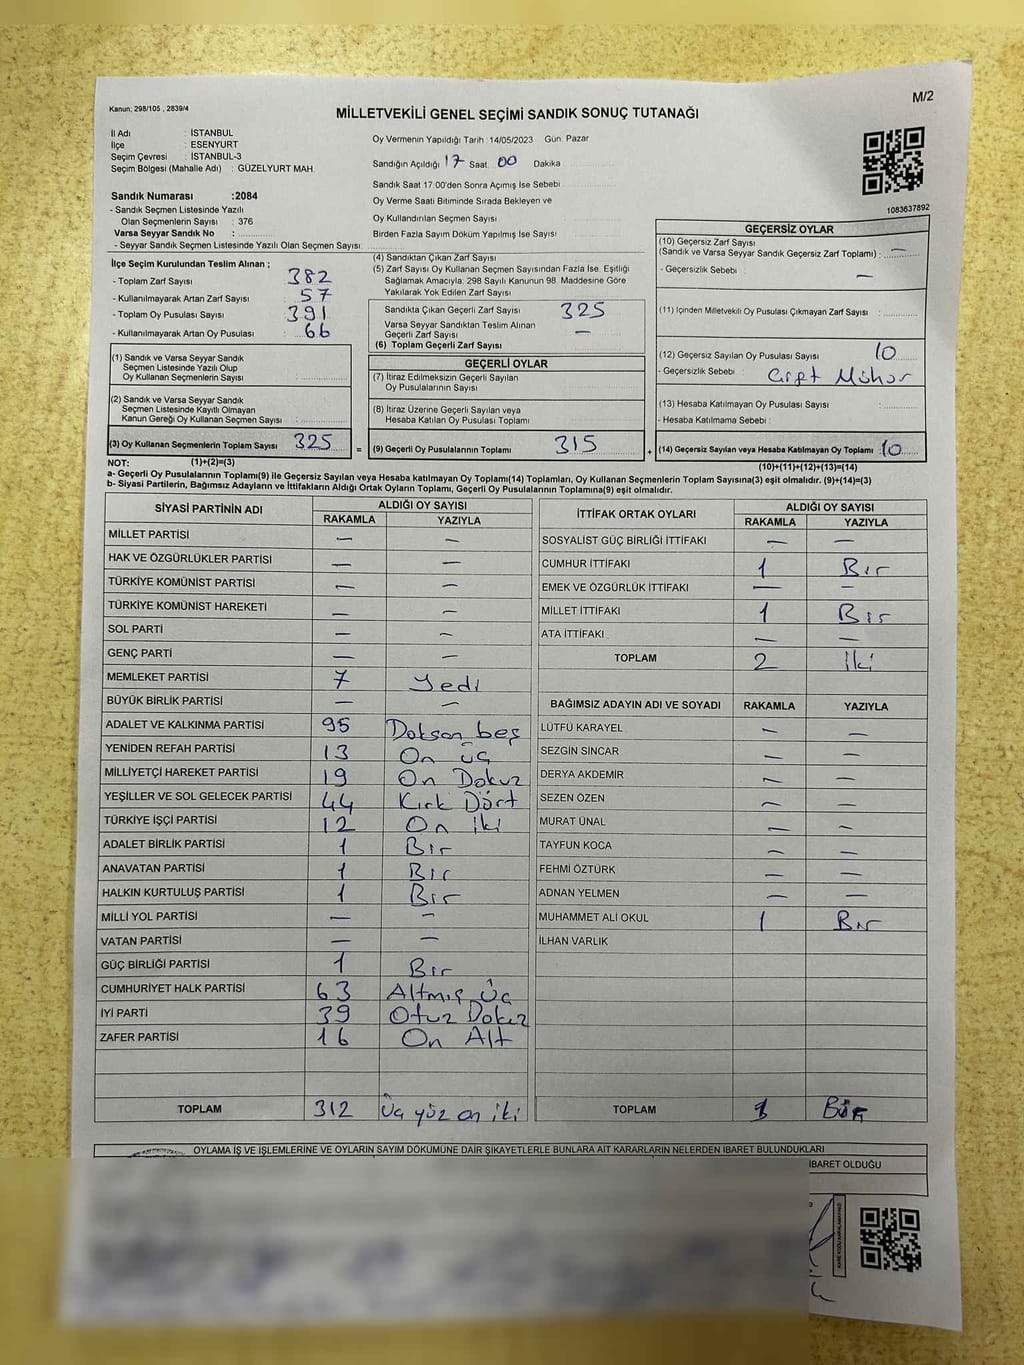 Kanun: 298/105 , 2839/4
M/2
MİLLETVEKİLİ GENEL SEÇİMİ SANDIK SONUÇ TUTANAĞI
İl Adı : İSTANBUL
İlçe : ESENYURT
Seçim Çevresi : İSTANBUL-3
Seçim Bölgesi (Mahalle Adı) : GÜZELYURT MAH
Sandık Numarası :2084
- Sandık Seçmen Listesinde Yazılı
Olan Seçmenlerin Sayısı : 376
Varsa Seyyar Sandık No :
- Seyyar Sandık Seçmen Listesinde Yazılı Olan Seçmen Sayısı:
Oy Vermenin Yapıldığı Tarih : 14/05/2023 Gün: Pazar
Sandığın Açıldığı 17 Saat 00 Dakika
Sandık Saat 17:00'den Sonra Açımış İse Sebebi
Oy Verme Saati Bitiminde Sırada Bekleyen ve
Oy Kullandırılan Seçmen Sayısı
Birden Fazla Sayım Döküm Yapılmış İse Sayısı
1083637892
İlçe Seçim Kurulundan Teslim Alınan ;
- Toplam Zarf Sayısı 382
- Kullanılmayarak Artan Zarf Sayısı : 57
- Toplam Oy Pusulası Sayısı 391
- Kullanılmayarak Artan Oy Pusulası 66
(1) Sandık ve Varsa Seyyar Sandık
Seçmen Listesinde Yazılı Olup
Oy Kullanan Seçmenlerin Sayısı :
(2) Sandık ve Varsa Seyyar Sandık
Seçmen Listesinde Kayıtlı Olmayan
Kanun Gereği Oy Kullanan Seçmen Sayısı :
(3) Oy Kullanan Seçmenlerin Toplam Sayısı 325
(1)+(2)=(3)
(4) Sandıktan Çıkan Zarf Sayısı
(5) Zarf Sayısı Oy Kullanan Seçmen Sayısından Fazla İse, Eşitliği
Sağlamak Amacıyla; 298 Sayılı Kanunun 98. Maddesine Göre
Yakılarak Yok Edilen Zarf Sayısı
Sandıkta Çıkan Geçerli Zarf Sayısı 325
Varsa Seyyar Sandıktan Teslim Alınan
Geçerli Zarf Sayısı —
(6) Toplam Geçerli Zarf Sayısı
GEÇERLİ OYLAR
(7) İtiraz Edilmeksizin Geçerli Sayılan
Oy Pusulalarının Sayısı
(8) İtiraz Üzerine Geçerli Sayılan veya
Hesaba Katılan Oy Pusulası Toplamı
= (9) Geçerli Oy Pusulalarının Toplamı 315
GEÇERSİZ OYLAR
(10) Geçersiz Zarf Sayısı
(Sandık ve Varsa Seyyar Sandık Geçersiz Zarf Toplamı) : —
- Geçersizlik Sebebi : —
(11) İçinden Milletvekili Oy Pusulası Çıkmayan Zarf Sayısı :
(12) Geçersiz Sayılan Oy Pusulası Sayısı 10
- Geçersizlik Sebebi : Çift Mühür
(13) Hesaba Katılmayan Oy Pusulası Sayısı :
- Hesaba Katılmama Sebebi :
+ (14) Geçersiz Sayılan veya Hesaba Katılmayan Oy Toplamı : 10
(10)+(11)+(12)+(13)=(14)
NOT:
a- Geçerli Oy Pusulalarının Toplamı(9) ile Geçersiz Sayılan veya Hesaba katılmayan Oy Toplamı(14) Toplamları, Oy Kullanan Seçmenlerin Toplam Sayısına(3) eşit olmalıdır. (9)+(14)=(3)
b- Siyasi Partilerin, Bağımsız Adayların ve İttifakların Aldığı Ortak Oyların Toplamı, Geçerli Oy Pusulalarının Toplamına(9) eşit olmalıdır.
SİYASİ PARTİNİN ADI ALDIĞI OY SAYISI
RAKAMLA YAZIYLA
MİLLET PARTİSİ — —
HAK VE ÖZGÜRLÜKLER PARTİSİ — —
TÜRKİYE KOMÜNİST PARTİSİ — —
TÜRKİYE KOMÜNİST HAREKETİ — —
SOL PARTİ — —
GENÇ PARTİ — —
MEMLEKET PARTİSİ 7 Yedi
BÜYÜK BİRLİK PARTİSİ — —
ADALET VE KALKINMA PARTİSİ 95 Doksan beş
YENİDEN REFAH PARTİSİ 13 On üç
MİLLİYETÇİ HAREKET PARTİSİ 19 On Dokuz
YEŞİLLER VE SOL GELECEK PARTİSİ 44 Kırk Dört
TÜRKİYE İŞÇİ PARTİSİ 12 On iki
ADALET BİRLİK PARTİSİ 1 Bir
ANAVATAN PARTİSİ 1 Bir
HALKIN KURTULUŞ PARTİSİ 1 Bir
MİLLİ YOL PARTİSİ — —
VATAN PARTİSİ — —
GÜÇ BİRLİĞİ PARTİSİ 1 Bir
CUMHURİYET HALK PARTİSİ 63 Altmış Üç
İYİ PARTİ 39 Otuz Dokuz
ZAFER PARTİSİ 16 On Altı
TOPLAM 312 Üç yüz on iki
İTTİFAK ORTAK OYLARI ALDIĞI OY SAYISI
RAKAMLA YAZIYLA
SOSYALİST GÜÇ BİRLİĞİ İTTİFAKI — —
CUMHUR İTTİFAKI 1 Bir
EMEK VE ÖZGÜRLÜK İTTİFAKI — —
MİLLET İTTİFAKI 1 Bir
ATA İTTİFAKI — —
TOPLAM 2 İki
BAĞIMSIZ ADAYIN ADI VE SOYADI RAKAMLA YAZIYLA
LÜTFÜ KARAYEL — —
SEZGİN SİNCAR — —
DERYA AKDEMİR — —
SEZEN ÖZEN — —
MURAT ÜNAL — —
TAYFUN KOCA — —
FEHMİ ÖZTÜRK — —
ADNAN YELMEN — —
MUHAMMET ALİ OKUL 1 Bir
İLHAN VARLIK
TOPLAM 1 Bir
OYLAMA İŞ VE İŞLEMLERİNE VE OYLARIN SAYIM DÖKÜMÜNE DAİR ŞİKAYETLERLE BUNLARA AİT KARARLARIN NELERDEN İBARET BULUNDUKLARI
İBARET OLDUĞU